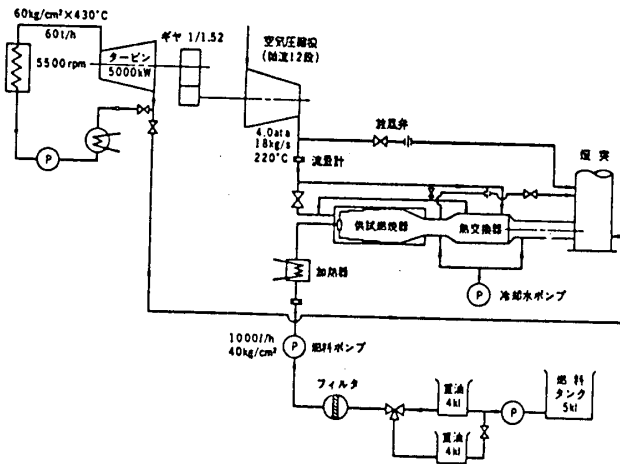 60kg/cm²×430°C
60l/h
5500 rpm
タービン
5000kW
ギヤ 1/1.52
空気圧縮機
(軸流12段)
4.0ata
18kg/s
220°C
流量計
放風弁
煙 突
供試燃焼器
熱交換器
加熱器
P
冷却水ポンプ
P
1000l/h
40kg/cm²
P
燃料ポンプ
フィルタ
重油
4kl
P
燃料
タンク
5kl
重油
4kl